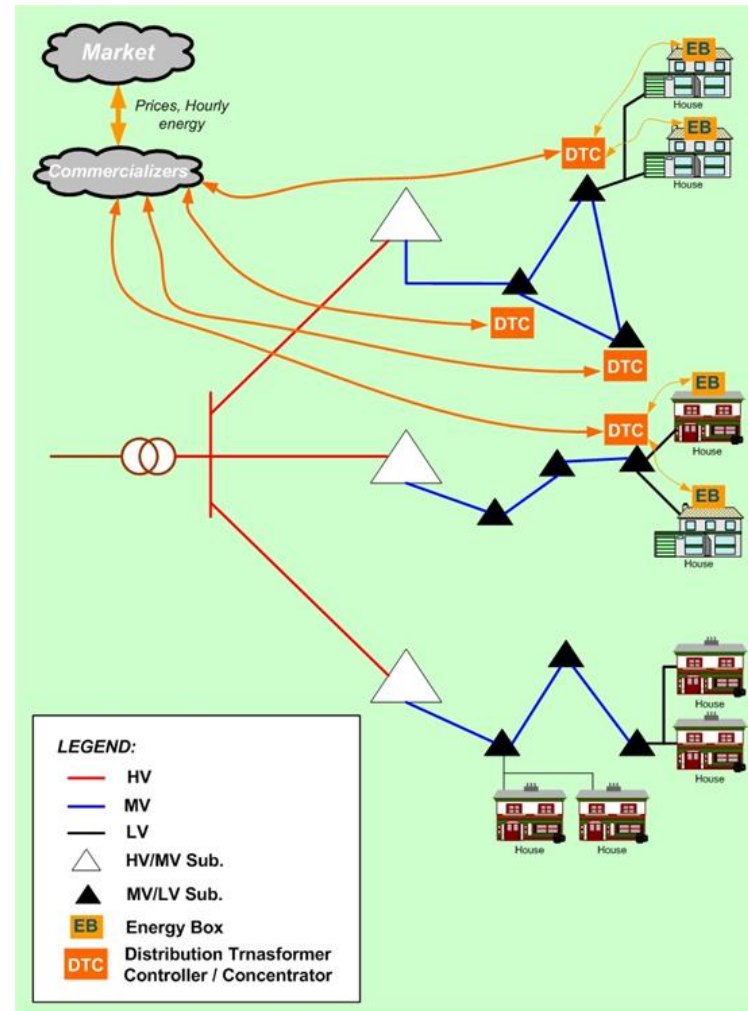 Market
Prices, Hourly
energy
Commercializers
EB
House
EB
House
DTC
DTC
DTC
EB
DTC
House
EB
House
House
House
House
House
LEGEND:
HV
MV
LV
HV/MV Sub.
MV/LV Sub.
EB
Energy Box
DTC
Distribution Trnasformer
Controller / Concentrator